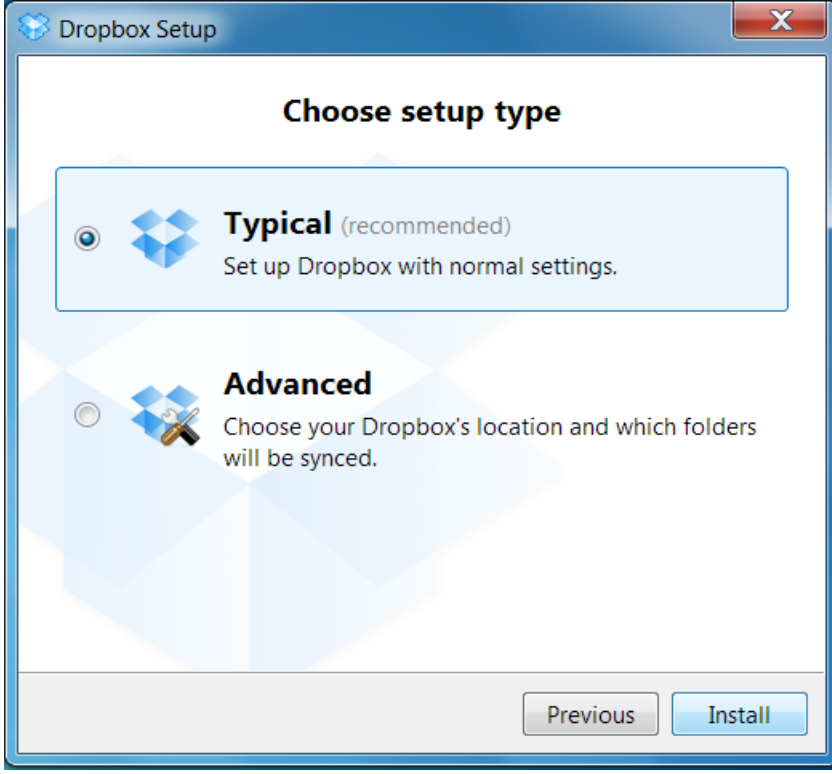 Dropbox Setup
Choose setup type
Typical (recommended)
Set up Dropbox with normal settings.
Advanced
Choose your Dropbox's location and which folders
will be synced.
Previous Install